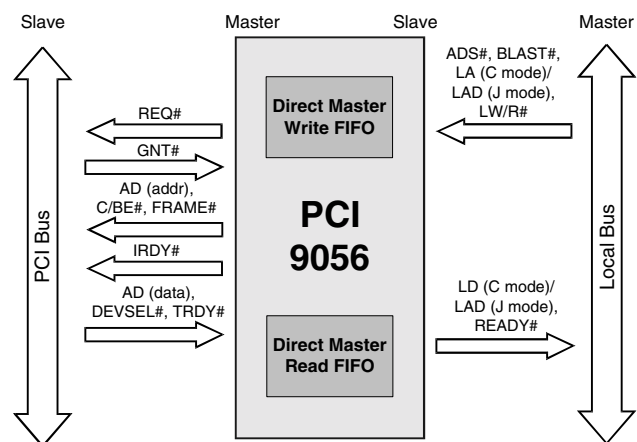 Slave
Master
Slave
Master
PCI Bus
REQ#
GNT#
AD (addr),
C/BE#, FRAME#
IRDY#
AD (data),
DEVSEL#, TRDY#
Direct Master
Write FIFO
PCI
9056
Direct Master
Read FIFO
ADS#, BLAST#,
LA (C mode)/
LAD (J mode),
LW/R#
LD (C mode)/
LAD (J mode),
READY#
Local Bus